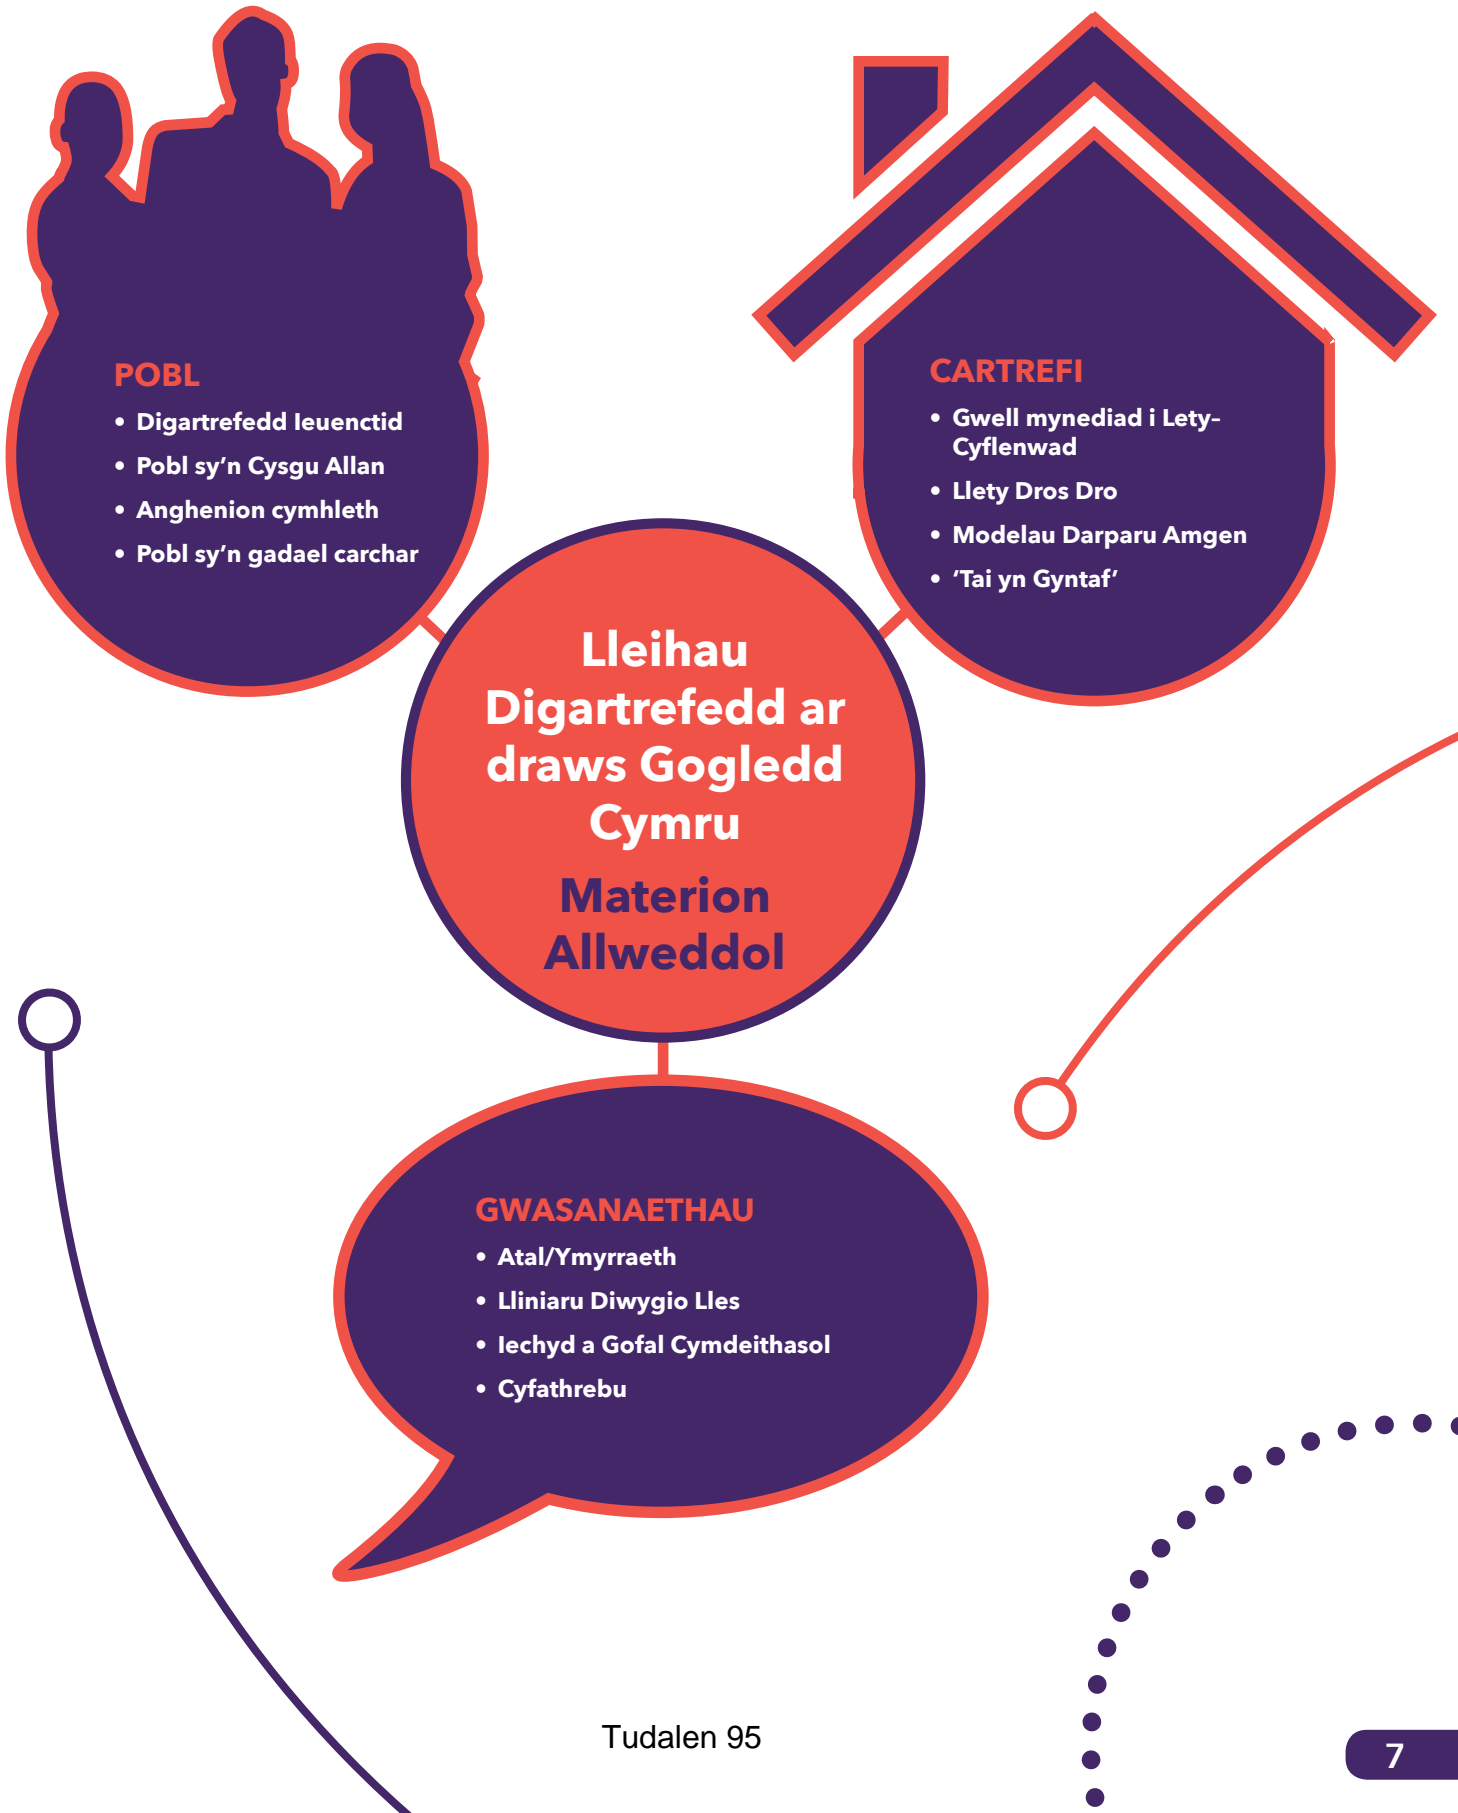 POBL
• Digartrefedd Ieuenctid
• Pobl sy’n Cysgu Allan
• Anghenion cymhleth
• Pobl sy’n gadael carchar
CARTREFI
• Gwell mynediad i Lety–
Cyflenwad
• Llety Dros Dro
• Modelau Darparu Amgen
• ‘Tai yn Gyntaf’
Lleihau
Digartrefedd ar
draws Gogledd
Cymru
Materion
Allweddol
GWASANAETHAU
• Atal/Ymyrraeth
• Lliniaru Diwygio Lles
• Iechyd a Gofal Cymdeithasol
• Cyfathrebu
Tudalen 95
7